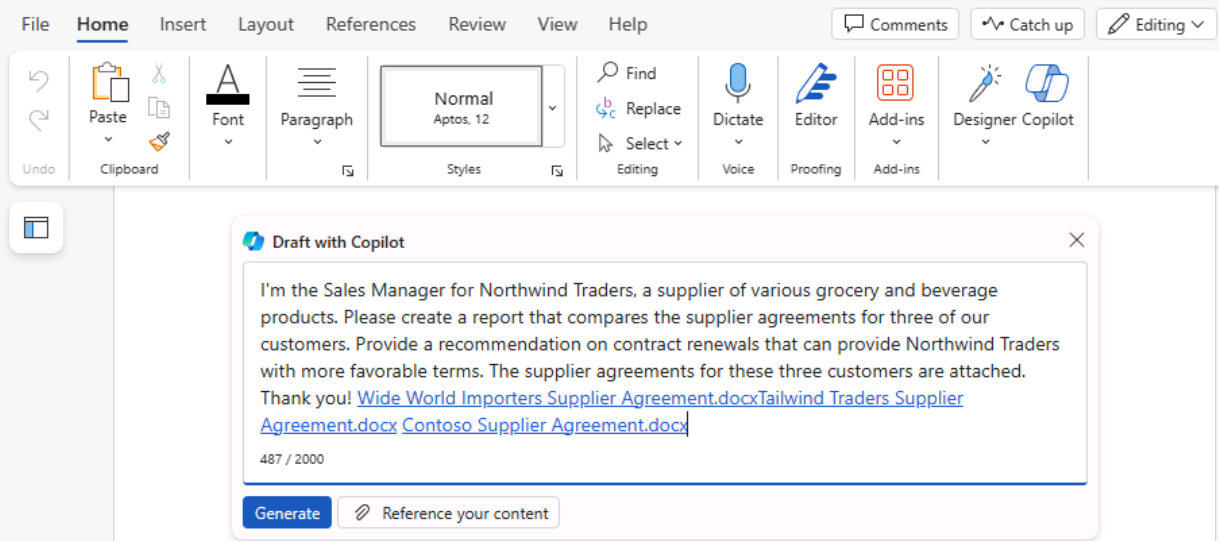 File Home Insert Layout References Review View Help Comments Catch up Editing
Paste
Clipboard
Undo
Font
Paragraph
Normal
Aptos, 12
Styles
Find
Replace
Select
Editing
Dictate
Voice
Editor
Proofing
Add-ins
Add-ins
Designer Copilot
Draft with Copilot
I'm the Sales Manager for Northwind Traders, a supplier of various grocery and beverage
products. Please create a report that compares the supplier agreements for three of our
customers. Provide a recommendation on contract renewals that can provide Northwind Traders
with more favorable terms. The supplier agreements for these three customers are attached.
Thank you! Wide World Importers Supplier Agreement.docxTailwind Traders Supplier
Agreement.docx Contoso Supplier Agreement.docx
487 / 2000
Generate Reference your content